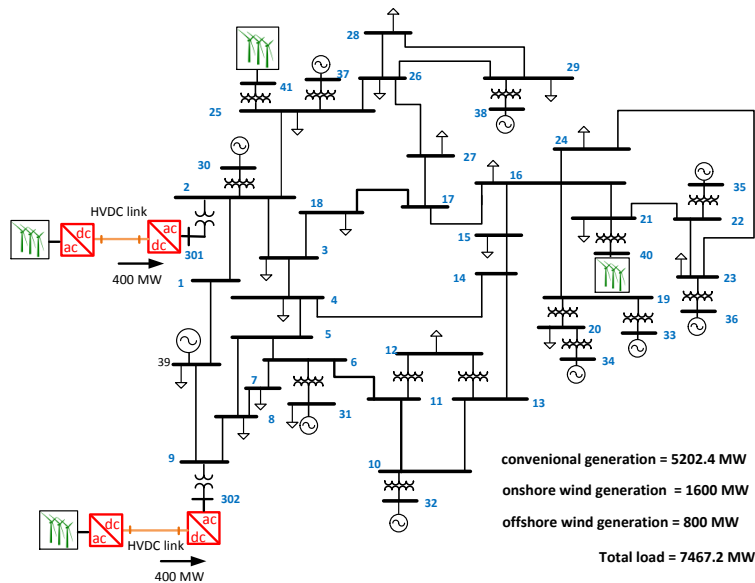 28
37
26
29
41
25
38
24
30
27
2
16
35
18
17
HVDC link
21
22
dc
ac
ac
dc
15
301
3
40
23
400 MW
14
1
4
19
36
5
20
33
12
39
6
34
7
11
13
8
31
9
10
convenional generation = 5202.4 MW
302
32
onshore wind generation = 1600 MW
offshore wind generation = 800 MW
ac
dc
dc
ac
HVDC link
Total load = 7467.2 MW
400 MW